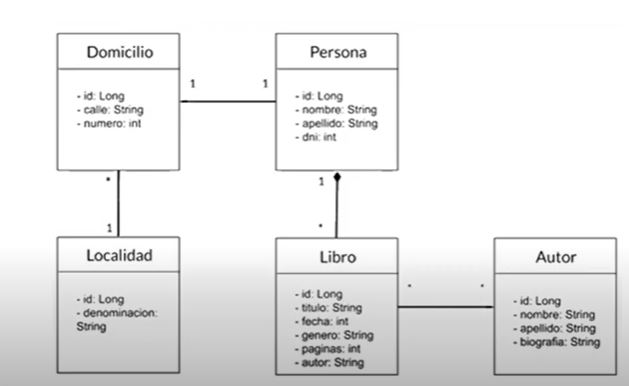 Domicilio
- id: Long
- calle: String
- numero: int
1
1
Persona
- id: Long
- nombre: String
- apellido: String
- dni: int
*
1
Localidad
- id: Long
- denominacion:
String
1
*
Libro
- id: Long
- titulo: String
- fecha: int
- genero: String
- paginas: int
- autor: String
*
*
Autor
- id: Long
- nombre: String
- apellido: String
- biografia: String